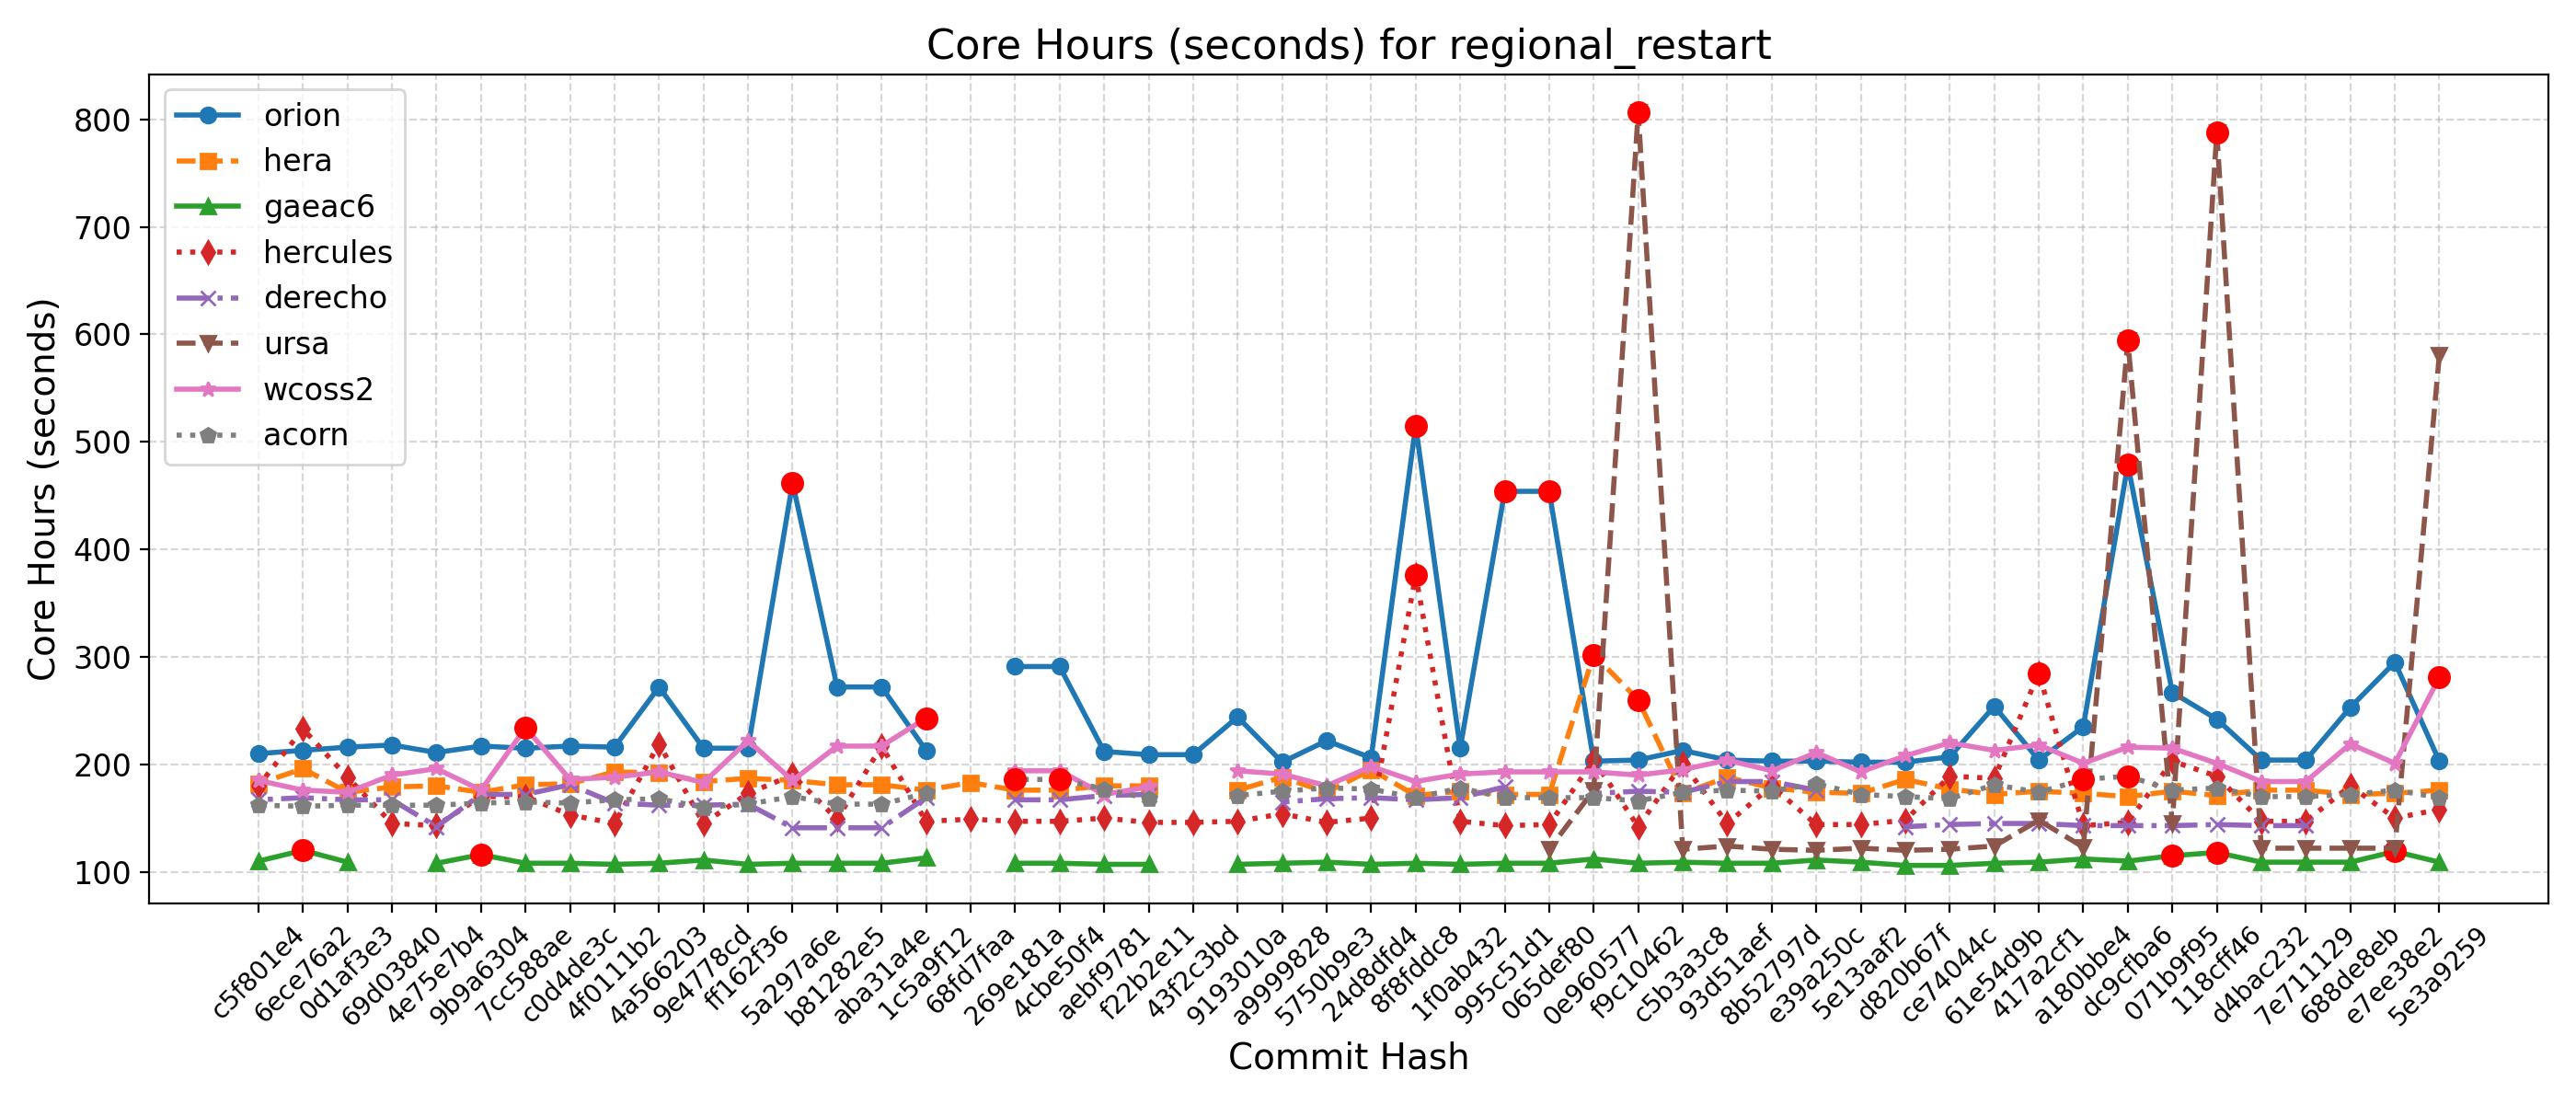 Core Hours (seconds) for regional_restart
Core Hours (seconds)
800
700
600
500
400
300
200
100
orion
hera
gaeac6
hercules
derecho
ursa
wcoss2
acorn
c5f801e4
6ece76a2
0d1af3e3
69d03840
4e75e7b4
9b9a6304
7cc588ae
c0d4de3c
4f0111b2
4a566203
9e4778cd
ff162f36
5a297a6e
b81282e5
aba31a4e
1c5a9f12
68fd7faa
269e181a
4cbe50f4
aebf9781
f22b2e11
43f2c3bd
9193010a
a9999828
5750b9e3
24d8dfd4
8f8fddc8
1f0ab432
995c51d1
065def80
0e960577
f9c10462
c5b3a3c8
93d51aef
8b52797d
e39a250c
5e13aaf2
d820b67f
ce74044c
61e54d9b
417a2cf1
a180bbe4
dc9cfba6
071b9f95
118cff46
d4bac232
7e711129
688de8eb
e7ee38e2
5e3a9259
Commit Hash